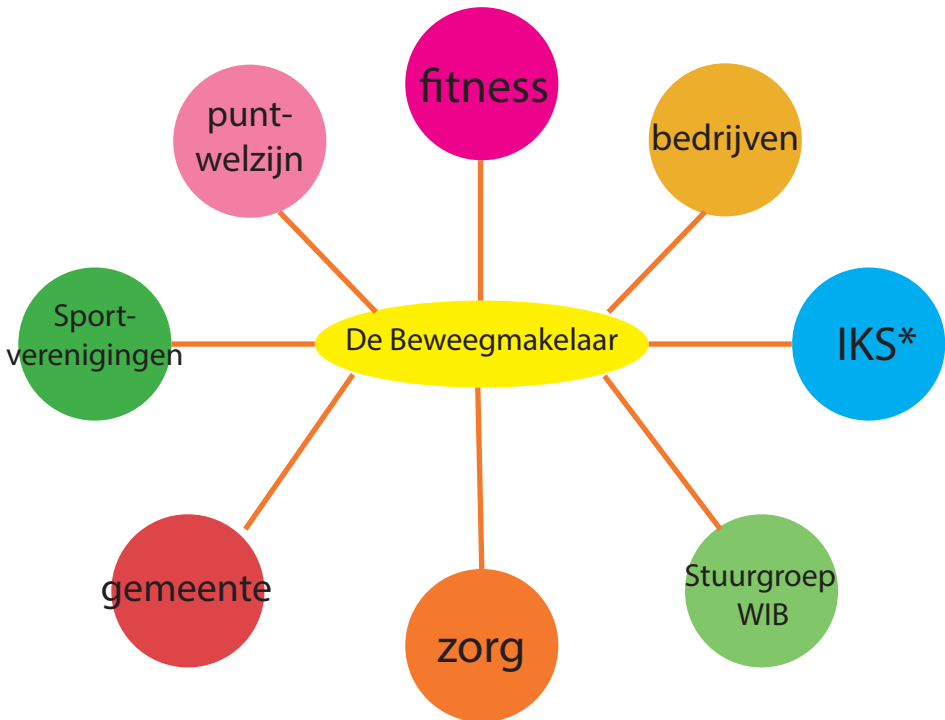 fitness
punt-
welzijn
bedrijven
Sport-
verenigingen
De Beweegmakelaar
IKS*
gemeente
Stuurgroep
WIB
zorg